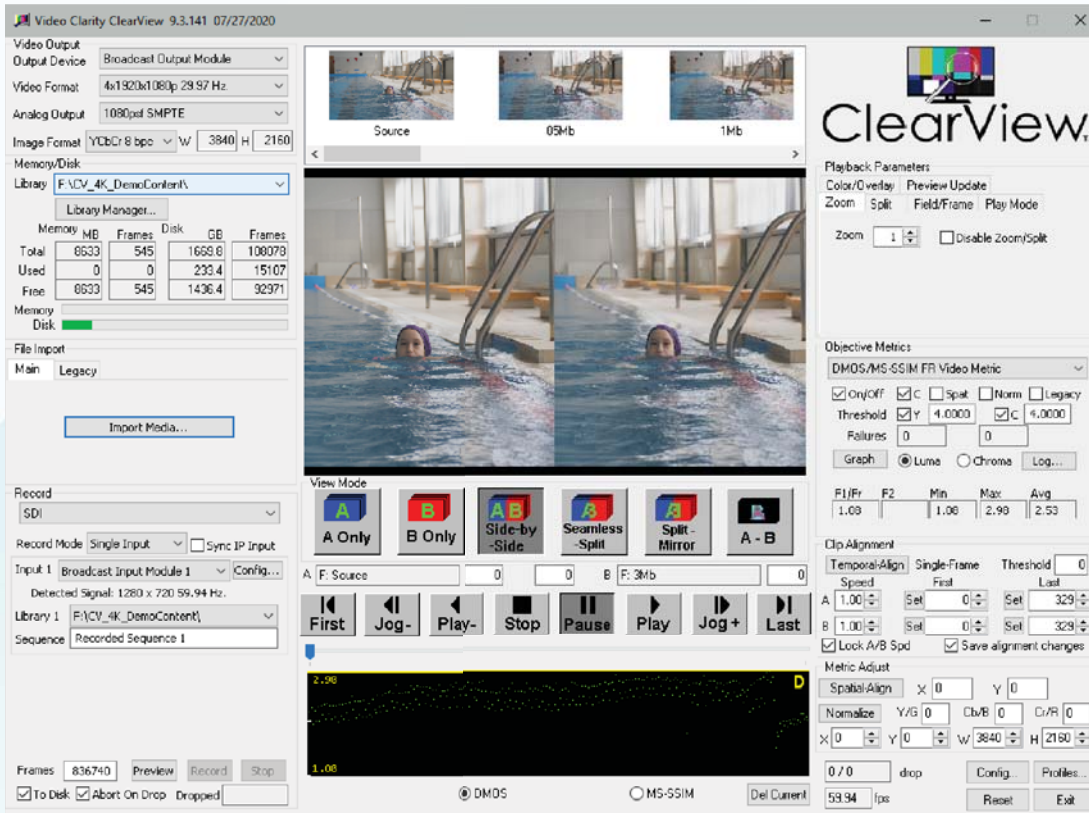 Video Clarity ClearView 9.3.141 07/27/2020
Video Output
Output Device Broadcast Output Module
Video Format 4x1920x1080p 29.97 Hz.
Analog Output 1080psf SMPTE
Image Format YCbCr 8 bpc W 3840 H 2160
Memory/Disk
Library F:\CV_4K_DemoContent\
Library Manager...
Memory MB Frames Disk GB Frames
Total 8633 545 1669.8 108078
Used 0 0 233.4 15107
Free 8633 545 1436.4 92971
Memory
Disk
File Import
Main Legacy
Import Media...
Record
SDI
Record Mode Single Input Sync IP Input
Input 1 Broadcast Input Module 1 Config...
Detected Signal: 1280 x 720 59.94 Hz.
Library 1 F:\CV_4K_DemoContent\
Sequence Recorded Sequence 1
Frames 836740 Preview Record Stop
To Disk Abort On Drop Dropped
Source 05Mb 1Mb
View Mode
A A Only
B B Only
AB Side-by-Side
AB Seamless-Split
AB Split-Mirror
B A - B
A F: Source 0 0 B F: 3Mb 0
First Jog- Play- Stop Pause Play Jog+ Last
2.98 D
1.08
DMOS MS-SSIM Del Current
ClearView
Playback Parameters
Color/Overlay Preview Update
Zoom Split Field/Frame Play Mode
Zoom 1 Disable Zoom/Split
Objective Metrics
DMOS/MS-SSIM FR Video Metric
On/Off C Spat Norm Legacy
Threshold Y 4.0000 C 4.0000
Failures 0 0
Graph Luma Chroma Log...
F1/Fr F2 Min Max Avg
1.08 1.08 2.98 2.53
Clip Alignment
Temporal-Align Single-Frame Threshold 0
Speed First Last
A 1.00 Set 0 Set 329
B 1.00 Set 0 Set 329
Lock A/B Spd Save alignment changes
Metric Adjust
Spatial-Align X 0 Y 0
Normalize Y/G 0 Cb/B 0 Cr/R 0
X 0 Y 0 W 3840 H 2160
0 / 0 drop Config... Profiles...
59.94 fps Reset Exit